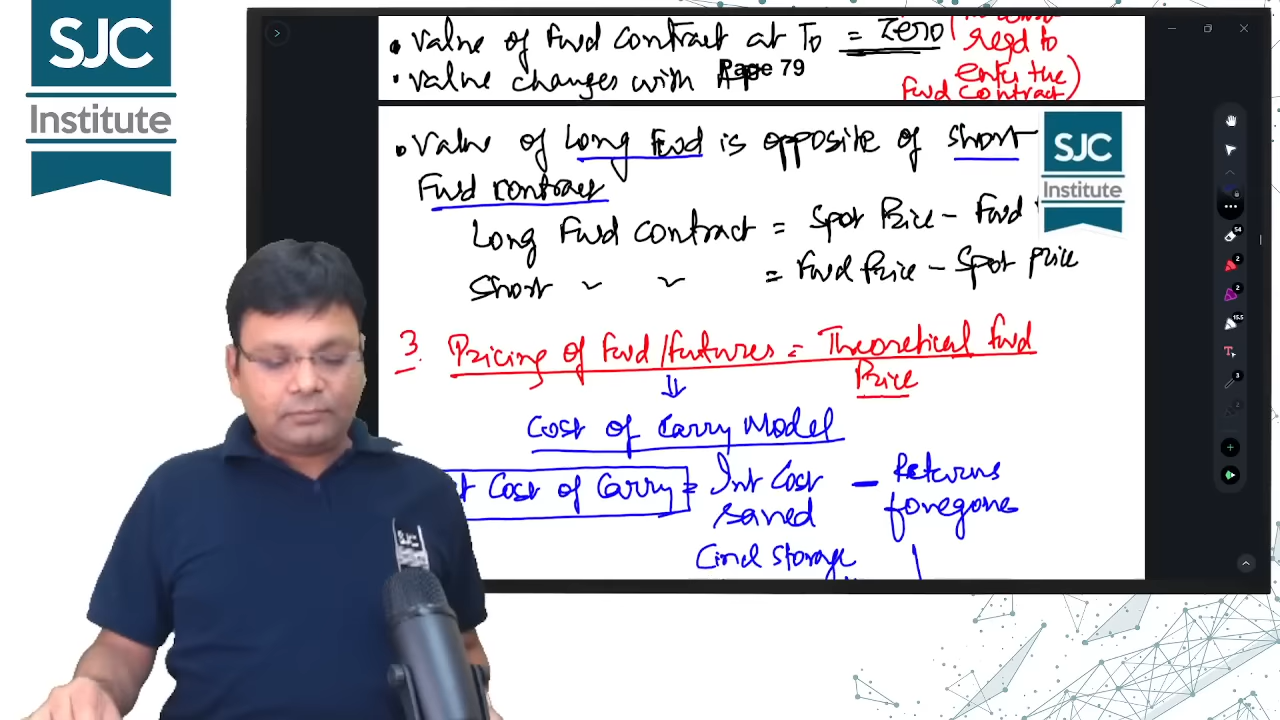 SJC
Institute
• Value of Fwd Contract at T0 = Zero
reqd to
enter the
Fwd Contract)
• Value changes with
Page 79
• Value of Long Fwd is opposite of short
Fwd contract
Long Fwd contract = Spot Price - Fwd
Short " " = Fwd Price - Spot price
SJC
Institute
3. Pricing of Fwd/futures = Theoretical Fwd
Price
Cost of Carry Model
Cost of Carry = Int Cost - Returns
saved foregone
Cincl storage
SJC